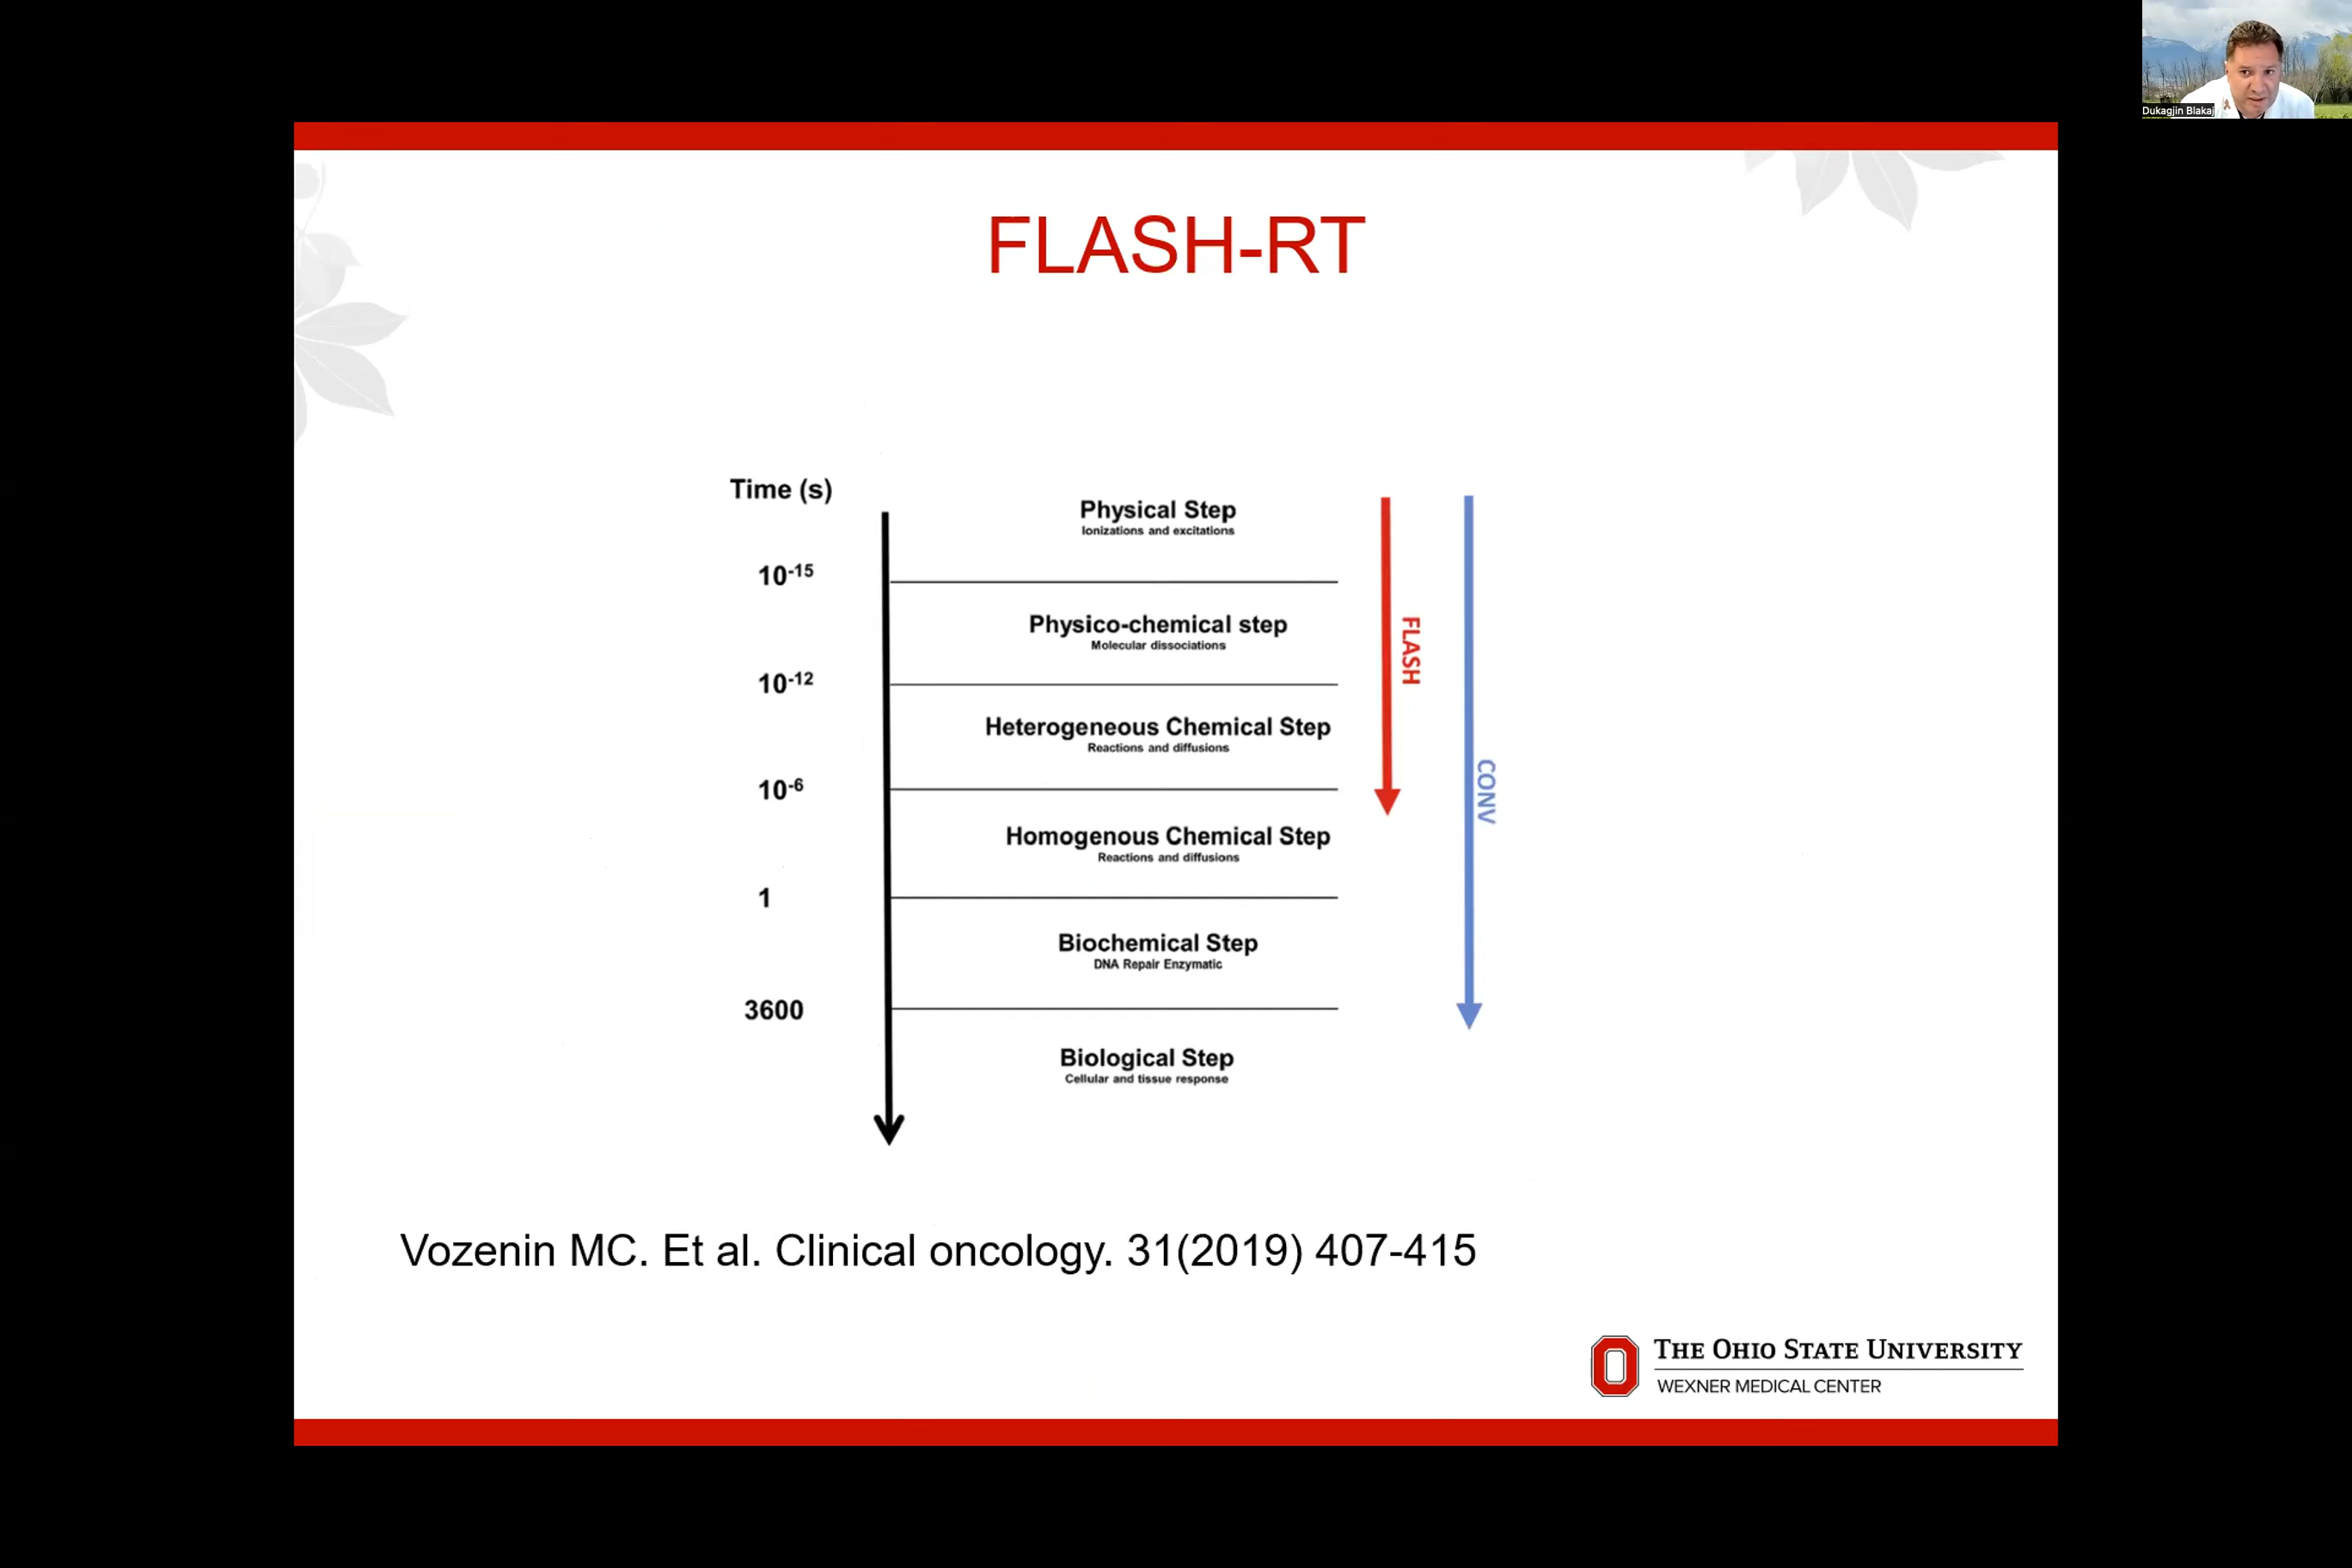 Dukagjin Blakaj
FLASH-RT
Time (s)
Physical Step
Ionizations and excitations
10-15
Physico-chemical step
Molecular dissociations
10-12
Heterogeneous Chemical Step
Reactions and diffusions
10-6
Homogenous Chemical Step
Reactions and diffusions
1
Biochemical Step
DNA Repair Enzymatic
3600
Biological Step
Cellular and tissue response
FLASH
CONV
Vozenin MC. Et al. Clinical oncology. 31(2019) 407-415
THE OHIO STATE UNIVERSITY
WEXNER MEDICAL CENTER